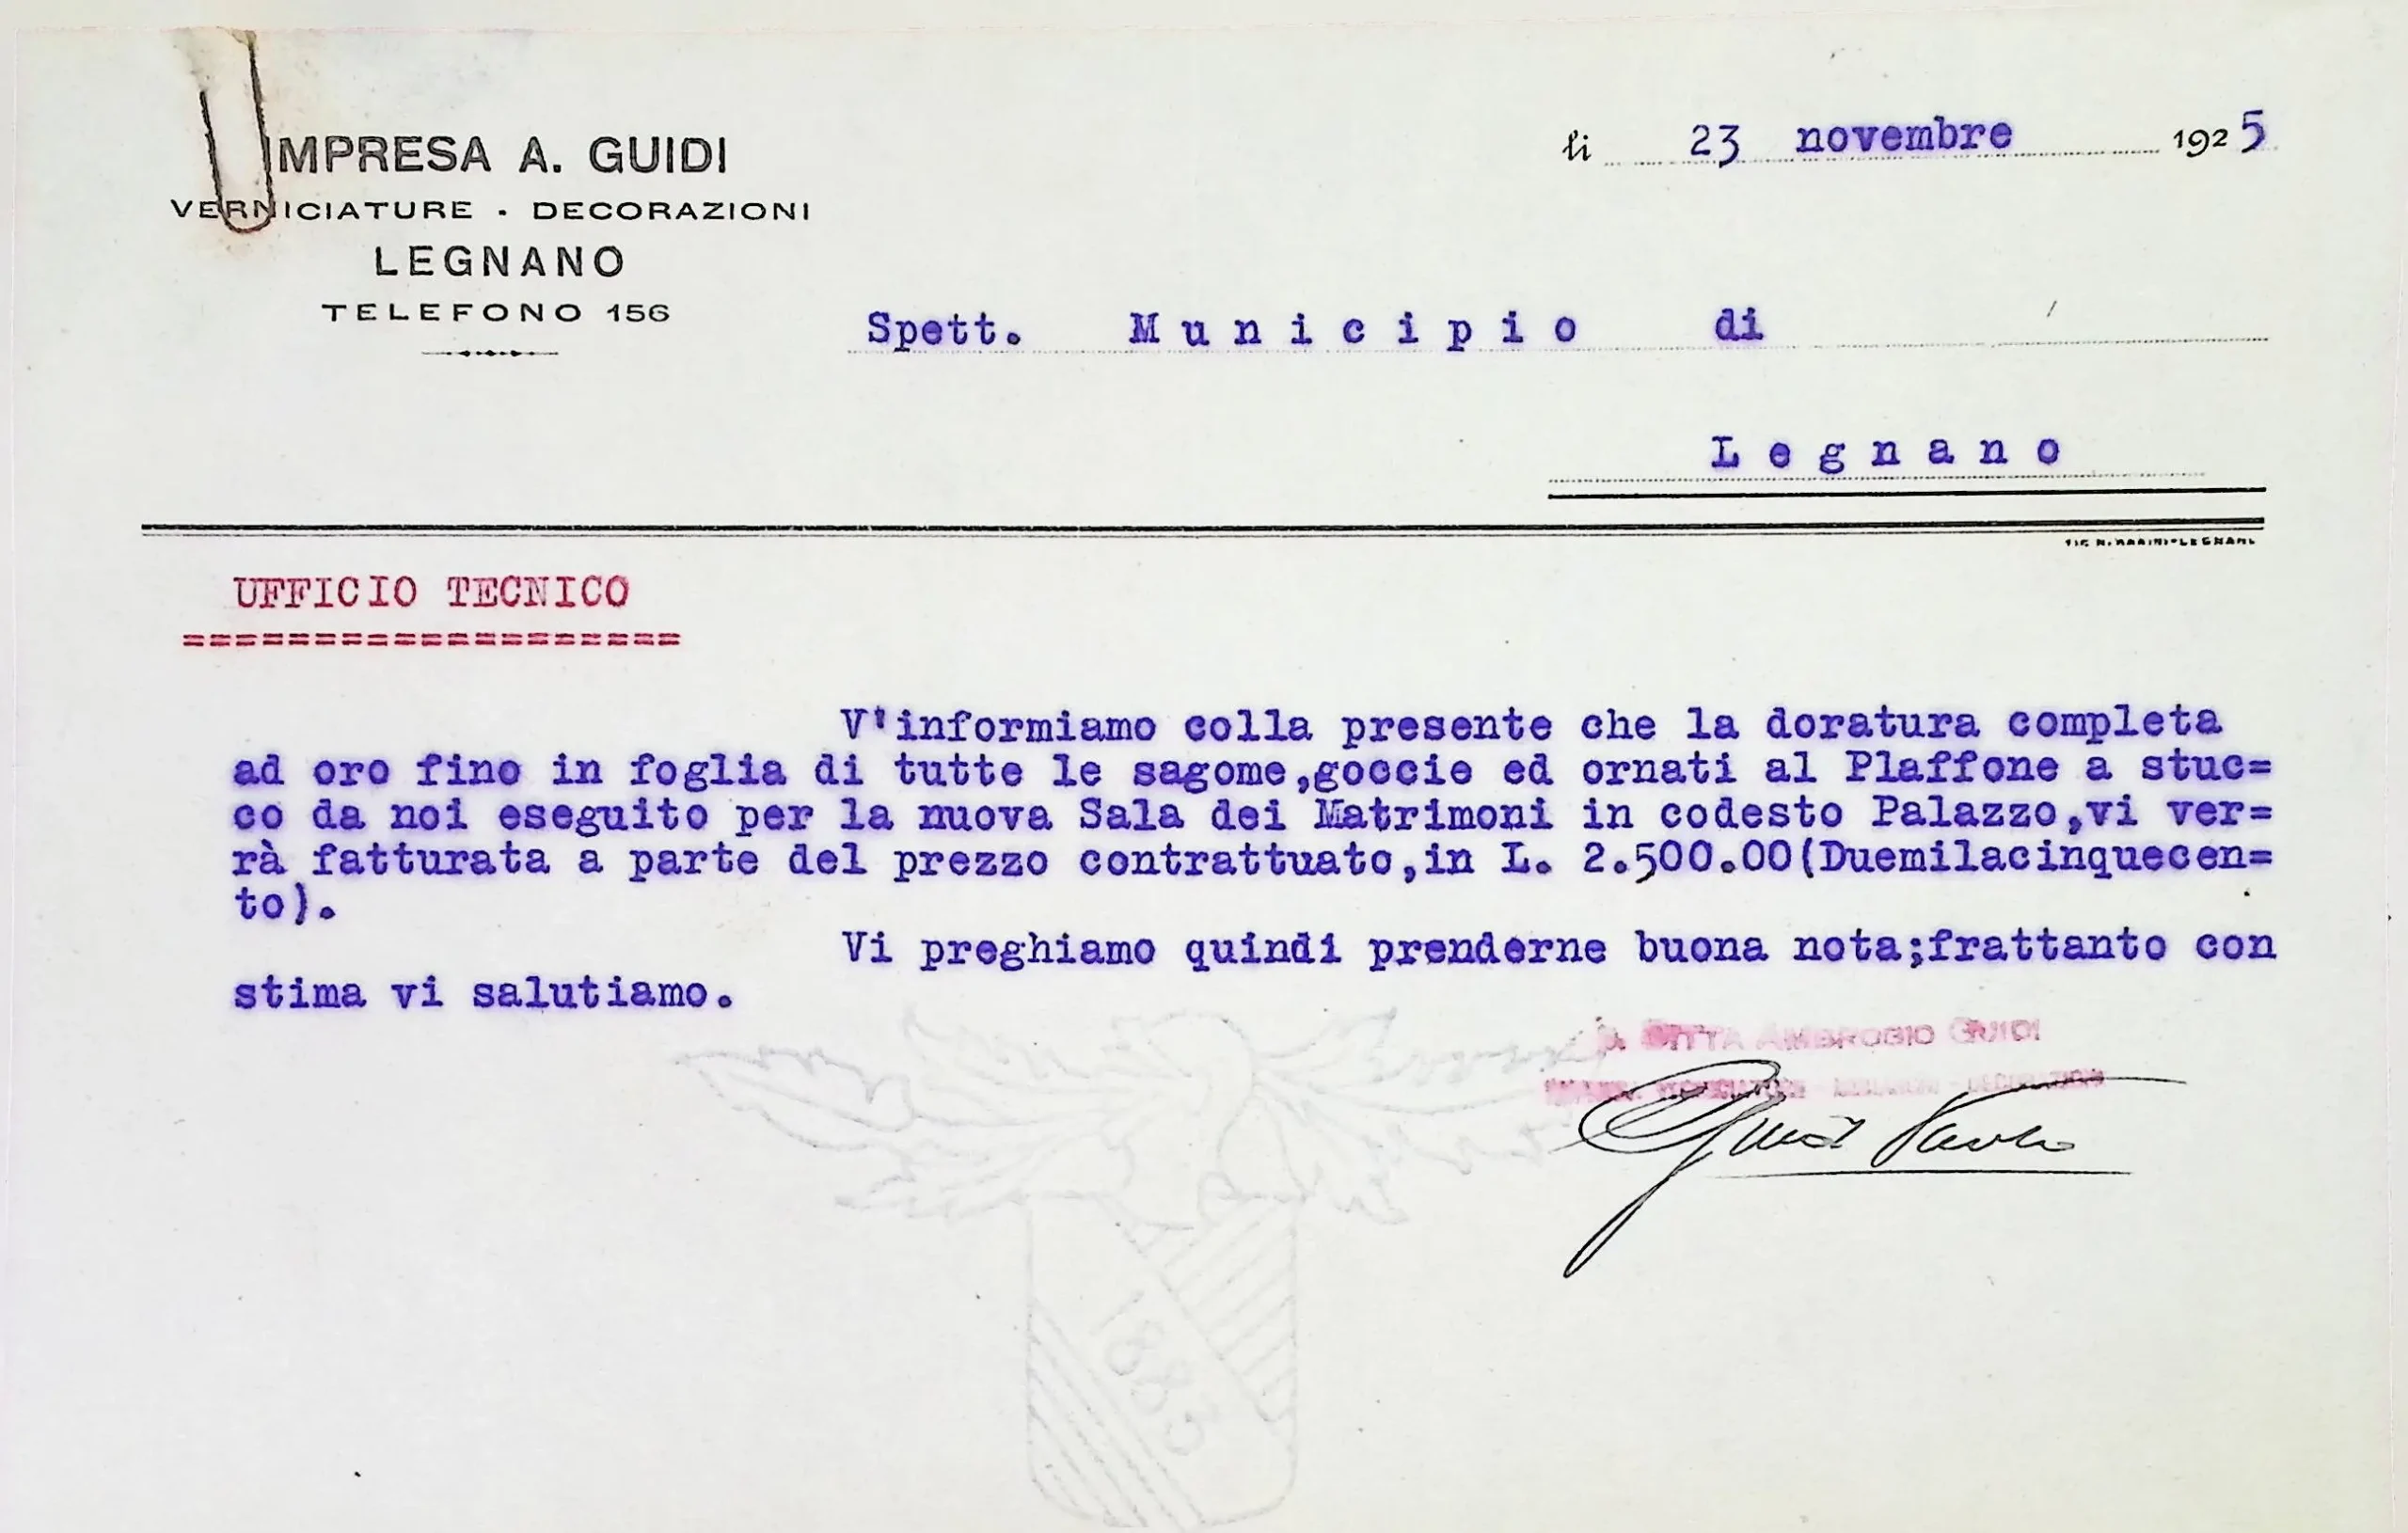 IMPRESA A. GUIDI
VERNICIATURE - DECORAZIONI
LEGNANO
TELEFONO 156
li 23 novembre 1925
Spett. Municipio di
Legnano
UFFICIO TECNICO
====================
V'informiamo colla presente che la doratura completa
ad oro fino in foglia di tutte le sagome,goccie ed ornati al Plaffone a stuc=
co da noi eseguito per la nuova Sala dei Matrimoni in codesto Palazzo,vi ver=
rà fatturata a parte del prezzo contrattuato,in L. 2.500.00(Duemilacinquecen=
to).
Vi preghiamo quindi prenderne buona nota;frattanto con
stima vi salutiamo.
DITTA AMBROGIO GUIDI
Guidi Paolo
1883